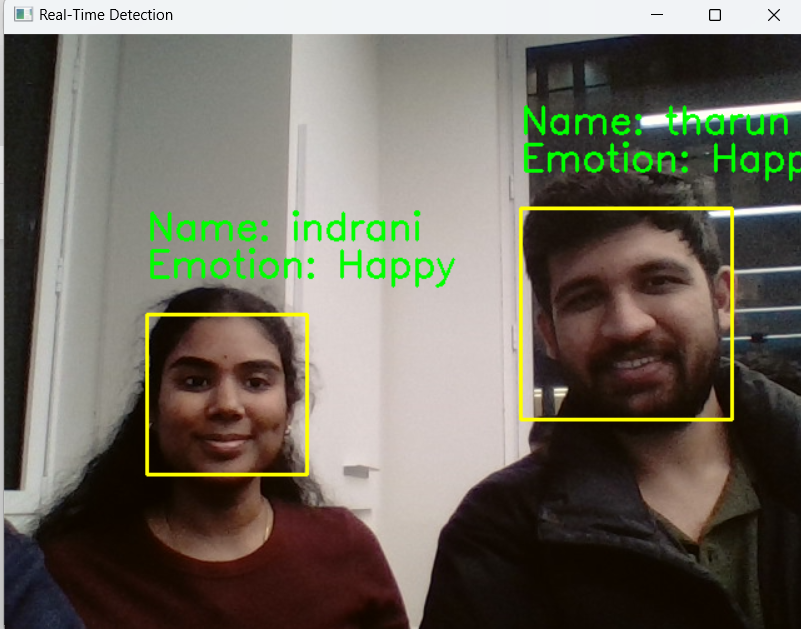 Real-Time Detection
Name: tharun
Emotion: Happ
Name: indrani
Emotion: Happy